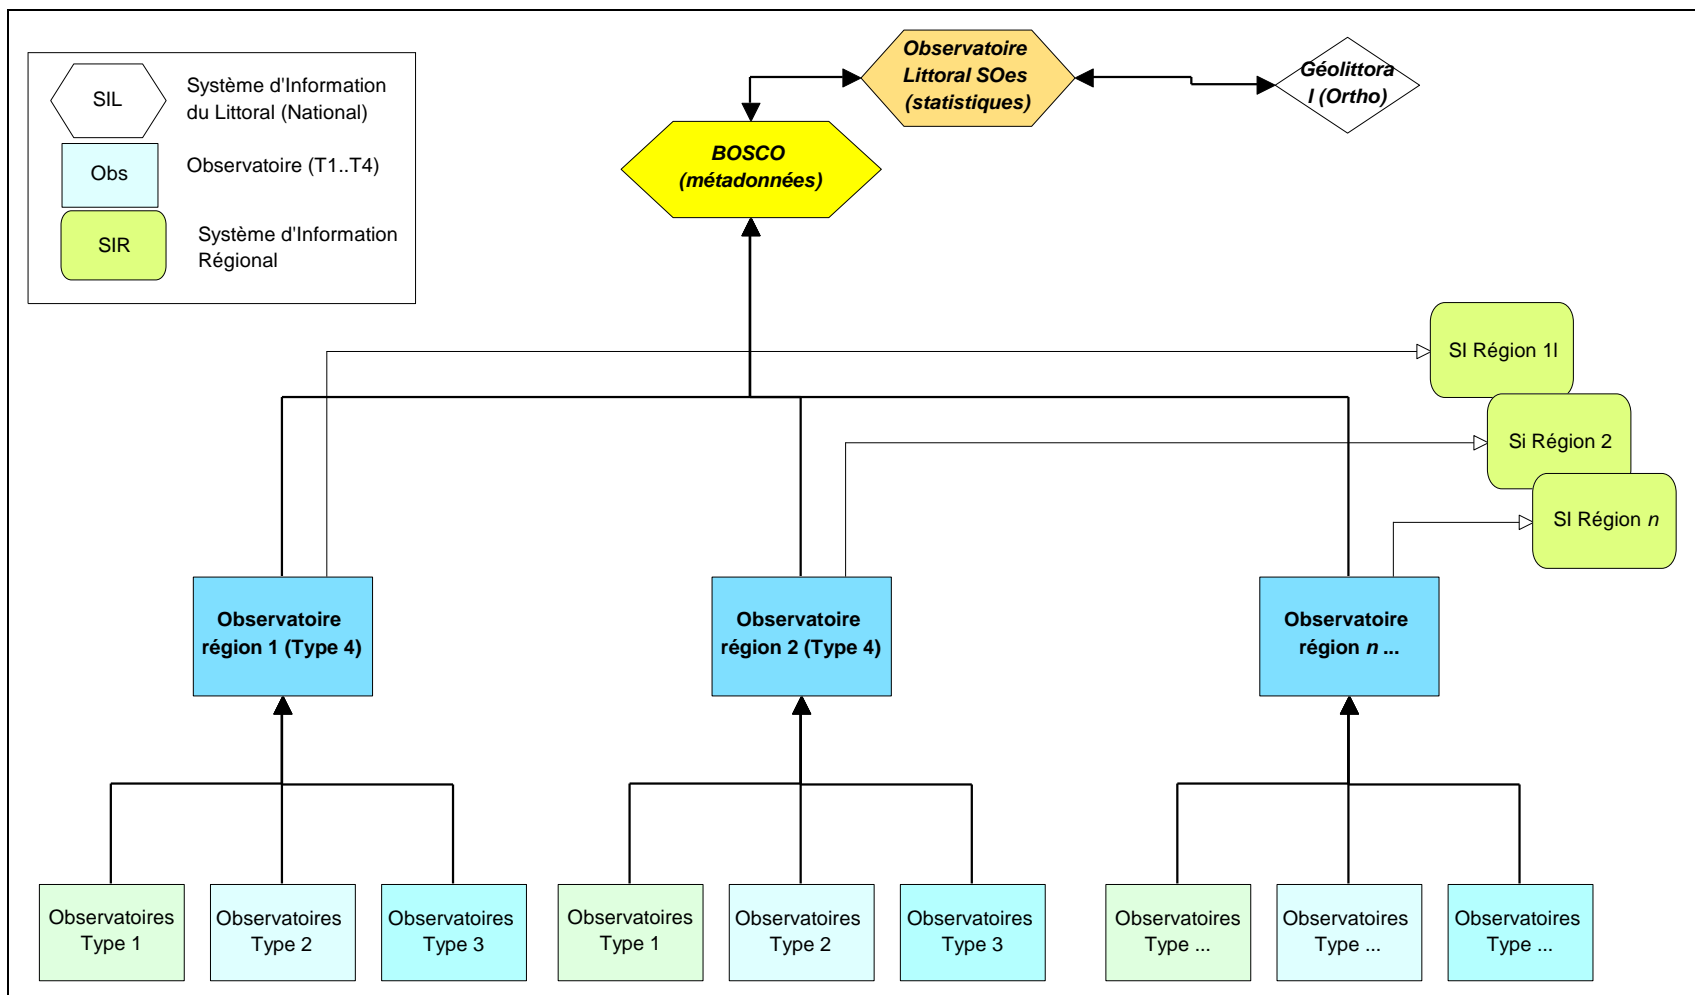 SIL
Système d'Information
du Littoral (National)
Obs
Observatoire (T1..T4)
SIR
Système d'Information
Régional
Observatoire
Littoral SOes
(statistiques)
Géolittora
l (Ortho)
BOSCO
(métadonnées)
SI Région 1l
Si Région 2
SI Région n
Observatoire
région 1 (Type 4)
Observatoire
région 2 (Type 4)
Observatoire
région n ...
Observatoires
Type 1
Observatoires
Type 2
Observatoires
Type 3
Observatoires
Type 1
Observatoires
Type 2
Observatoires
Type 3
Observatoires
Type ...
Observatoires
Type ...
Observatoires
Type ...